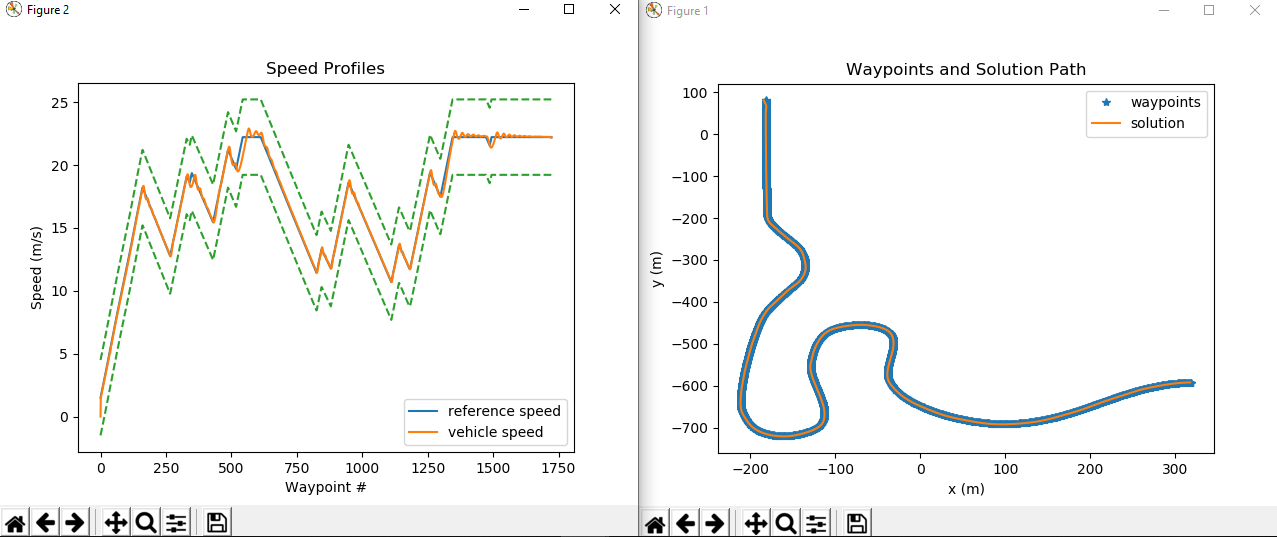 Figure 2
Speed Profiles
25
20
15
10
5
0
Speed (m/s)
reference speed
vehicle speed
0 250 500 750 1000 1250 1500 1750
Waypoint #
Figure 1
Waypoints and Solution Path
waypoints
solution
100
0
−100
−200
−300
−400
−500
−600
−700
y (m)
−200 −100 0 100 200 300
x (m)